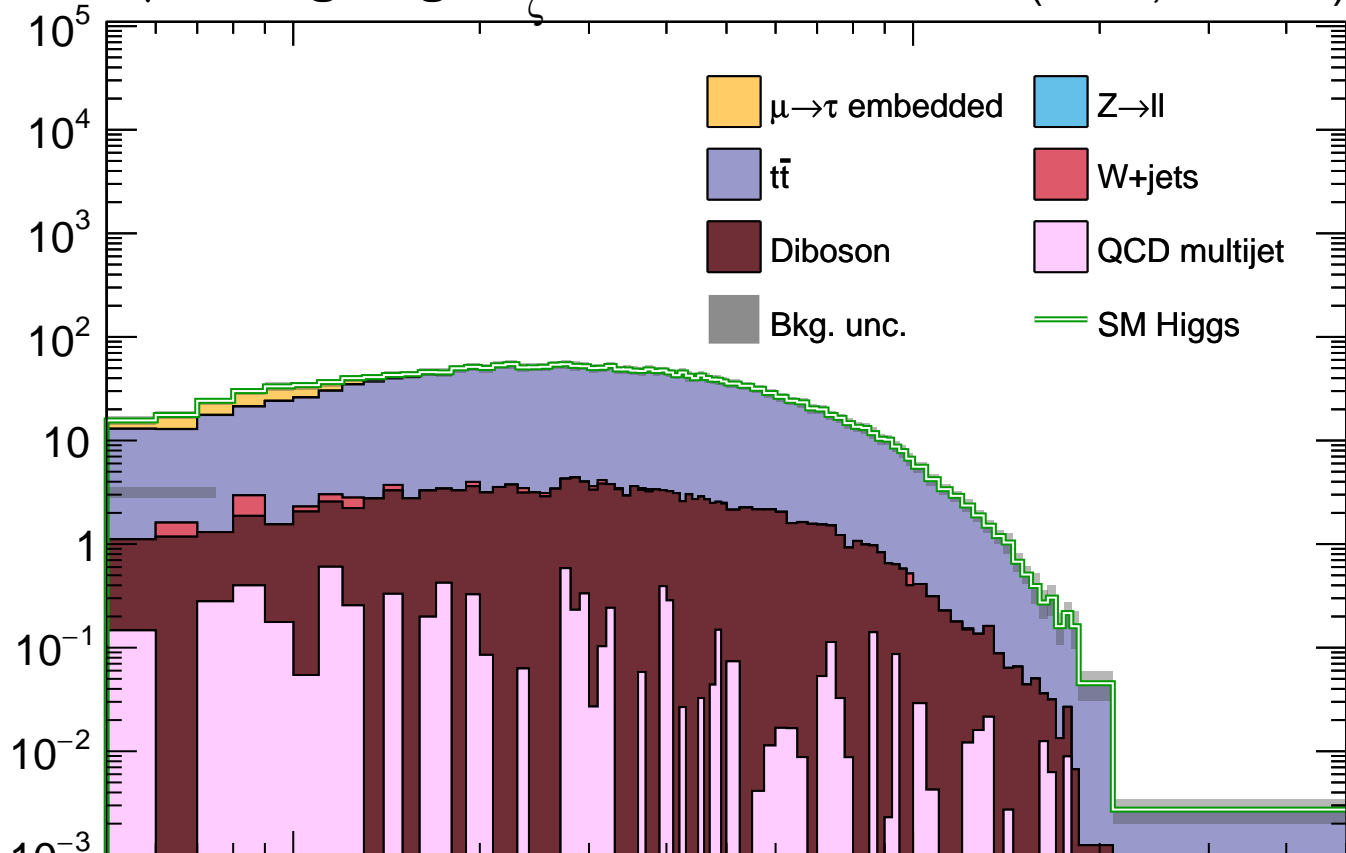 10^5
10^4
10^3
10^2
10
1
10^−1
10^−2
10^−3
μ→τ embedded
Z→ll
tt̄
W+jets
Diboson
QCD multijet
Bkg. unc.
SM Higgs